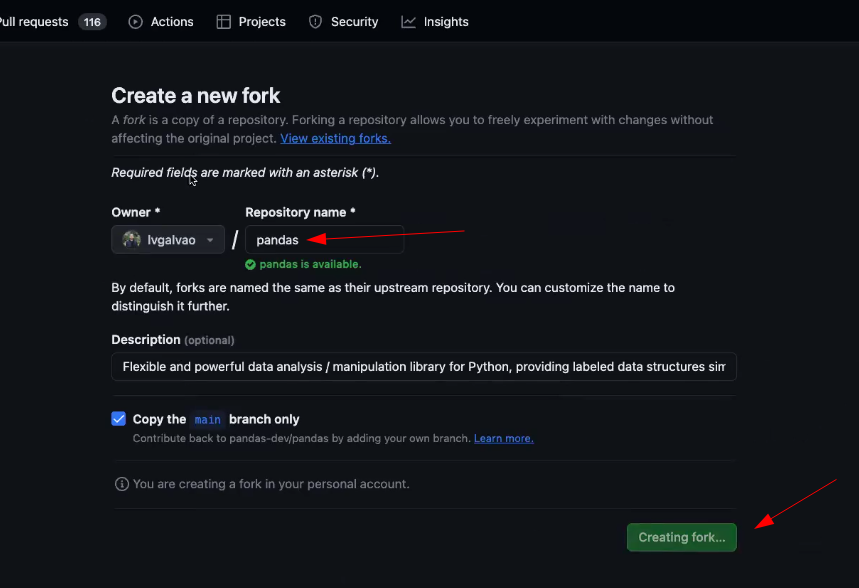 Pull requests 116 Actions Projects Security Insights
Create a new fork
A fork is a copy of a repository. Forking a repository allows you to freely experiment with changes without
affecting the original project. View existing forks.
Required fields are marked with an asterisk (*).
Owner * Repository name *
lvgalvao / pandas
pandas is available.
By default, forks are named the same as their upstream repository. You can customize the name to
distinguish it further.
Description (optional)
Flexible and powerful data analysis / manipulation library for Python, providing labeled data structures sim
Copy the main branch only
Contribute back to pandas-dev/pandas by adding your own branch. Learn more.
You are creating a fork in your personal account.
Creating fork...